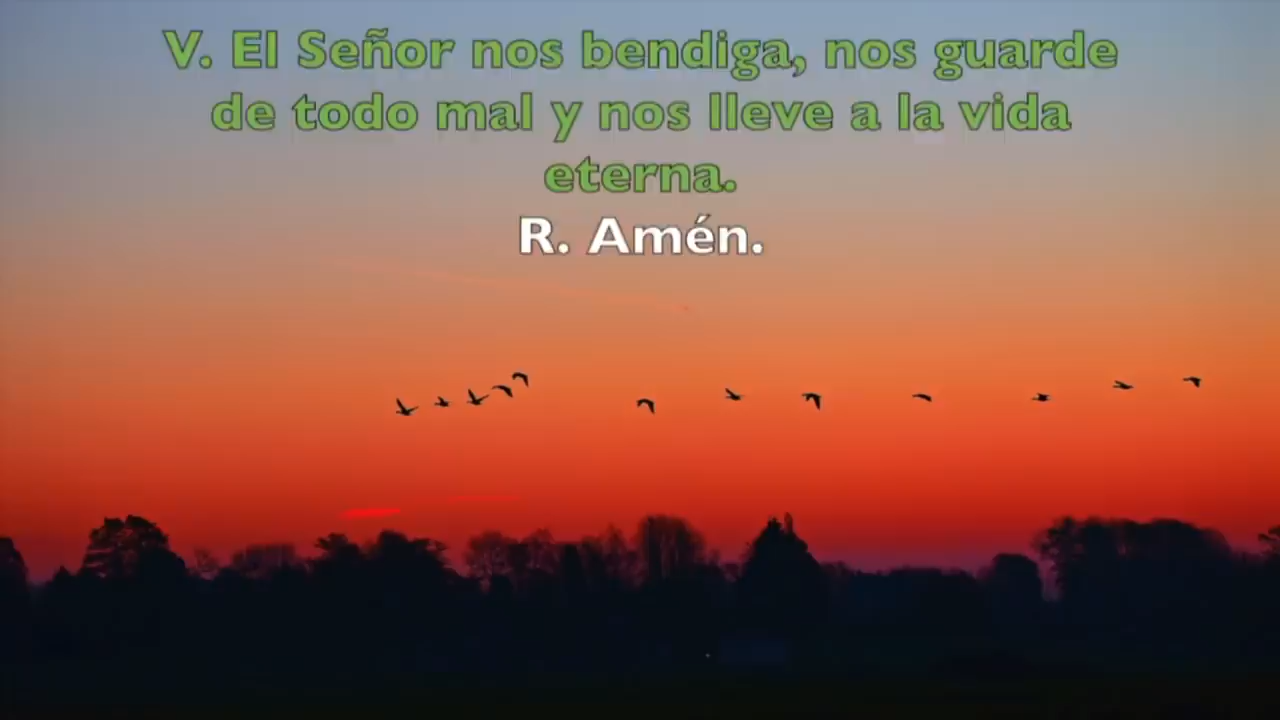 V. El Señor nos bendiga, nos guarde
de todo mal y nos lleve a la vida
eterna.
R. Amén.